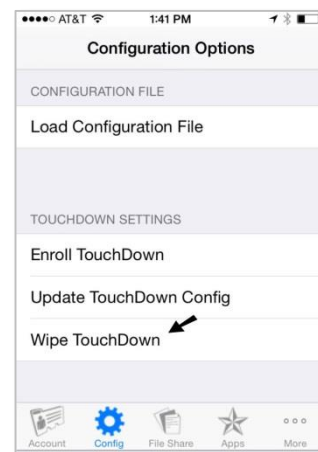 AT&T 1:41 PM
Configuration Options
CONFIGURATION FILE
Load Configuration File
TOUCHDOWN SETTINGS
Enroll TouchDown
Update TouchDown Config
Wipe TouchDown
Account Config File Share Apps More